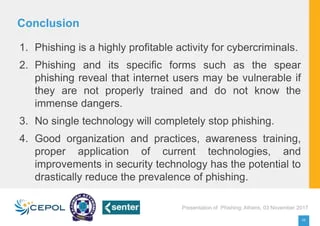 Conclusion
1. Phishing is a highly profitable activity for cybercriminals.
2. Phishing and its specific forms such as the spear
phishing reveal that internet users may be vulnerable if
they are not properly trained and do not know the
immense dangers.
3. No single technology will completely stop phishing.
4. Good organization and practices, awareness training,
proper application of current technologies, and
improvements in security technology has the potential to
drastically reduce the prevalence of phishing.
CEPOL
senter
Presentation of: Phishing; Athens, 03 November 2017